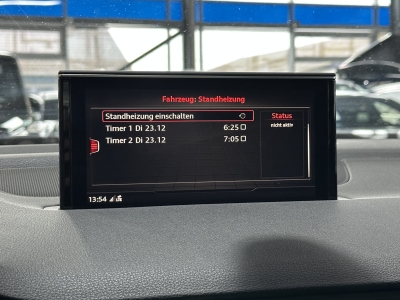 Fahrzeug: Standheizung
Standheizung einschalten
Status
Timer 1 Di 23.12 6:25
nicht aktiv
Timer 2 Di 23.12 7:05
13:54